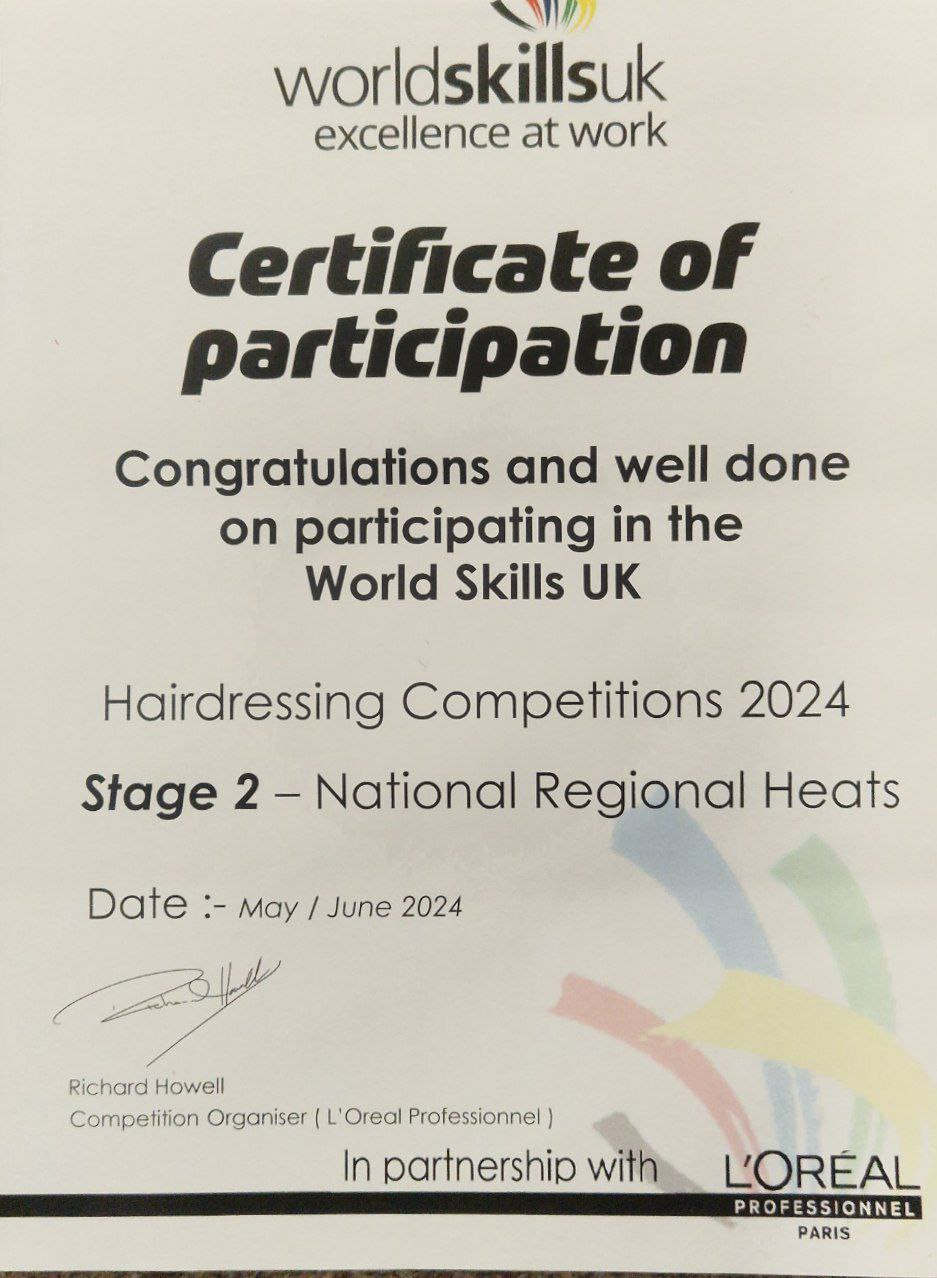 worldskillsuk
excellence at work
Certificate of
participation
Congratulations and well done
on participating in the
World Skills UK
Hairdressing Competitions 2024
Stage 2 – National Regional Heats
Date :- May / June 2024
Richard Howell
Richard Howell
Competition Organiser ( L'Oreal Professionnel )
In partnership with
L'ORÉAL
PROFESSIONNEL
PARIS